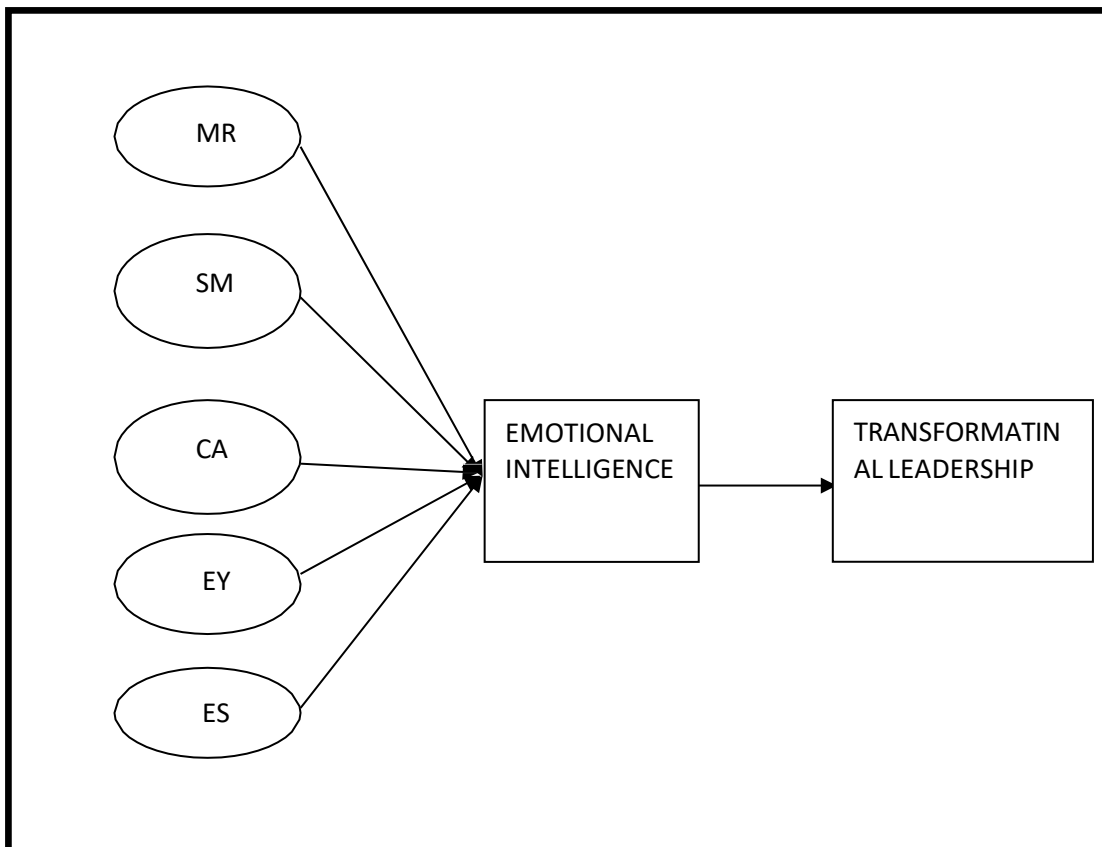 MR
SM
CA
EY
ES
EMOTIONAL
INTELLIGENCE
TRANSFORMATIN
AL LEADERSHIP